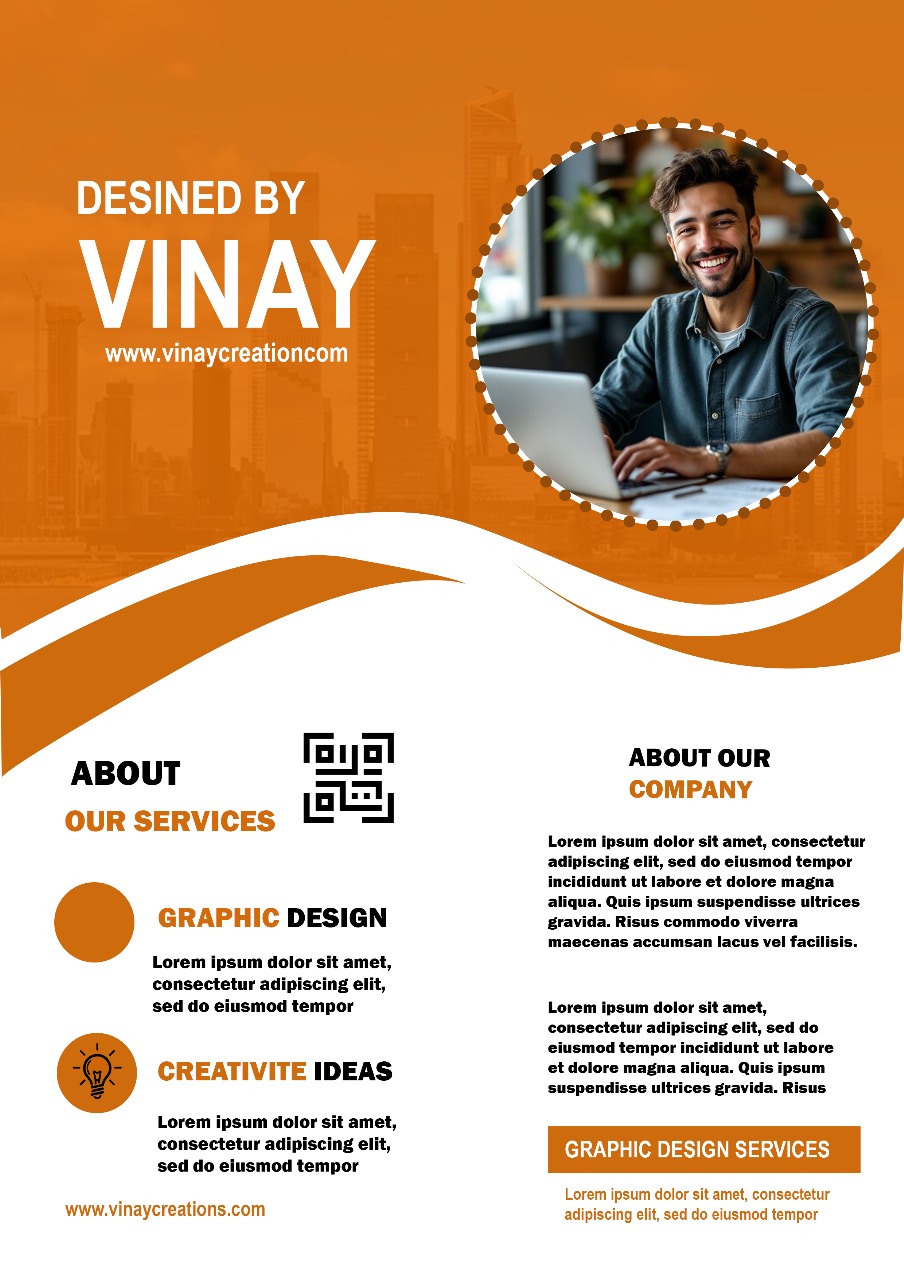 DESINED BY
VINAY
www.vinaycreationcom
ABOUT
OUR SERVICES
GRAPHIC DESIGN
Lorem ipsum dolor sit amet,
consectetur adipiscing elit,
sed do eiusmod tempor
CREATIVITE IDEAS
Lorem ipsum dolor sit amet,
consectetur adipiscing elit,
sed do eiusmod tempor
www.vinaycreations.com
ABOUT OUR
COMPANY
Lorem ipsum dolor sit amet, consectetur
adipiscing elit, sed do eiusmod tempor
incididunt ut labore et dolore magna
aliqua. Quis ipsum suspendisse ultrices
gravida. Risus commodo viverra
maecenas accumsan lacus vel facilisis.
Lorem ipsum dolor sit amet,
consectetur adipiscing elit, sed do
eiusmod tempor incididunt ut labore
et dolore magna aliqua. Quis ipsum
suspendisse ultrices gravida. Risus
GRAPHIC DESIGN SERVICES
Lorem ipsum dolor sit amet, consectetur
adipiscing elit, sed do eiusmod tempor